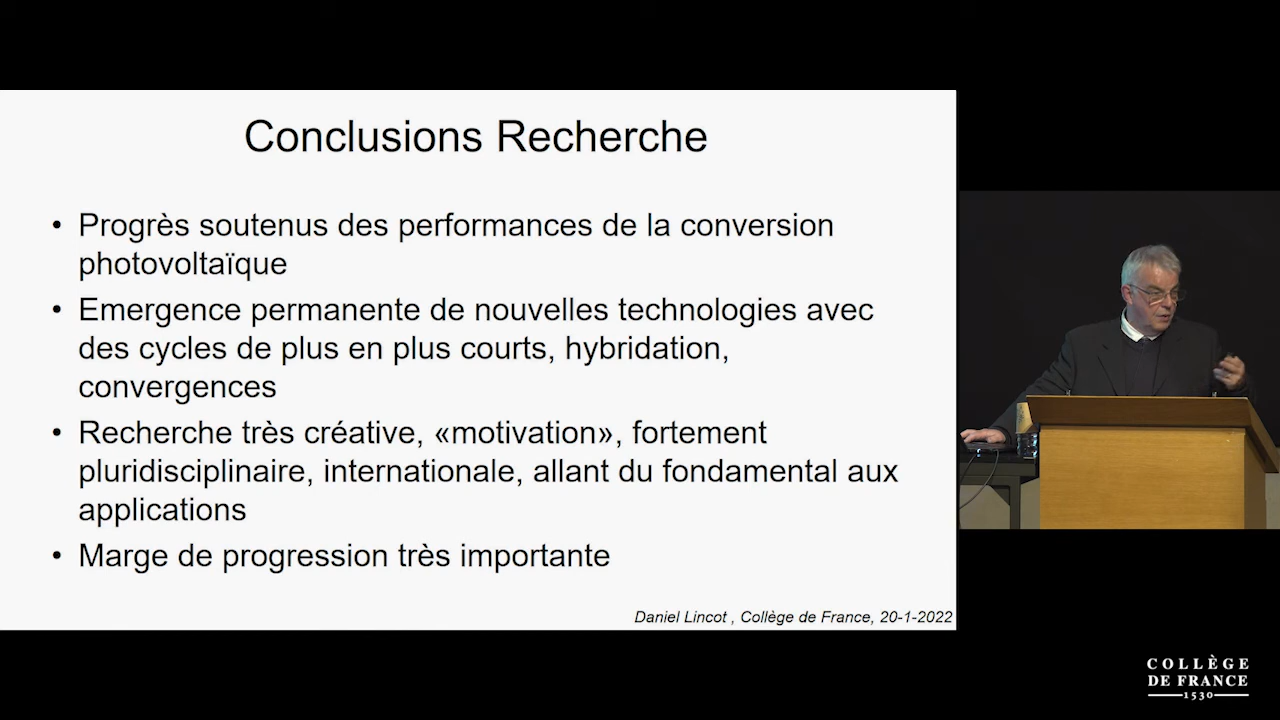 Conclusions Recherche
• Progrès soutenus des performances de la conversion
photovoltaïque
• Emergence permanente de nouvelles technologies avec
des cycles de plus en plus courts, hybridation,
convergences
• Recherche très créative, «motivation», fortement
pluridisciplinaire, internationale, allant du fondamental aux
applications
• Marge de progression très importante
Daniel Lincot , Collège de France, 20-1-2022
COLLÈGE
DE FRANCE
1530